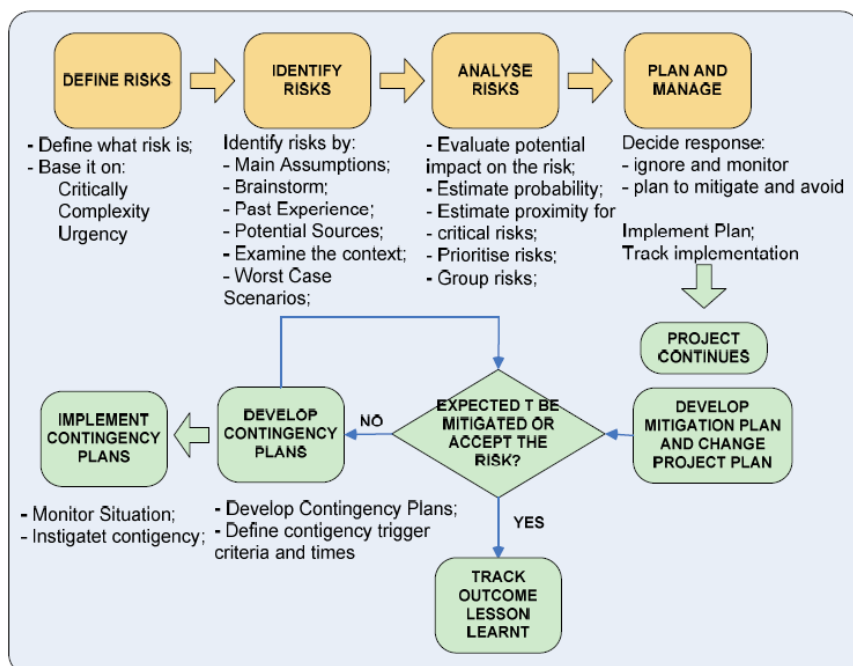 DEFINE RISKS
IDENTIFY
RISKS
ANALYSE
RISKS
PLAN AND
MANAGE
- Define what risk is;
- Base it on:
Critically
Complexity
Urgency
Identify risks by:
- Main Assumptions;
- Brainstorm;
- Past Experience;
- Potential Sources;
- Examine the context;
- Worst Case
Scenarios;
- Evaluate potential
impact on the risk;
- Estimate probability;
- Estimate proximity for
- critical risks;
- Prioritise risks;
- Group risks;
Decide response:
- ignore and monitor
- plan to mitigate and avoid
Implement Plan;
Track implementation
PROJECT
CONTINUES
IMPLEMENT
CONTINGENCY
PLANS
DEVELOP
CONTINGENCY
PLANS
NO
EXPECTED T BE
MITIGATED OR
ACCEPT THE
RISK?
DEVELOP
MITIGATION PLAN
AND CHANGE
PROJECT PLAN
- Monitor Situation;
- Instigatet contigency;
- Develop Contingency Plans;
- Define contigency trigger
criteria and times
YES
TRACK
OUTCOME
LESSON
LEARNT